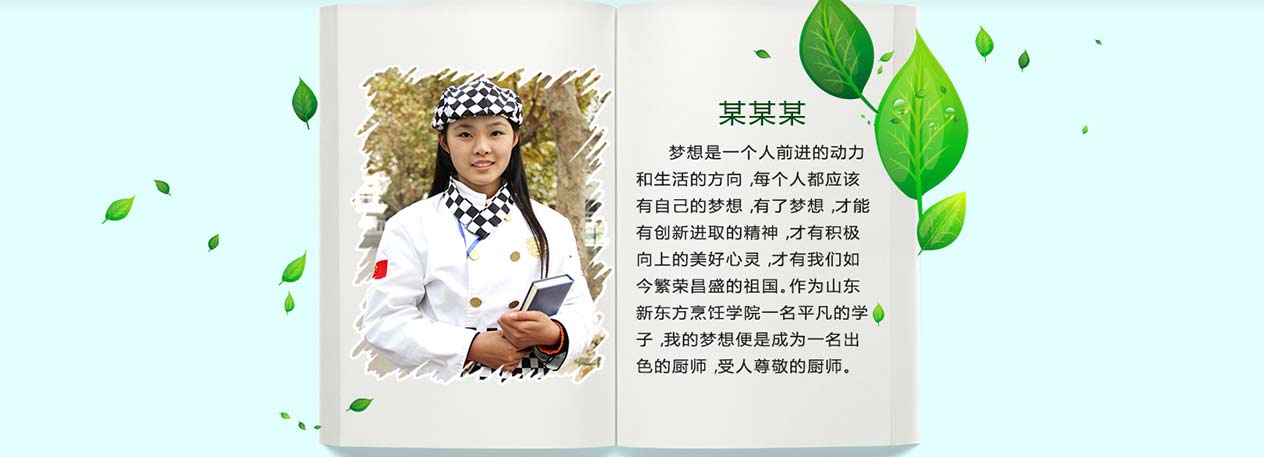 某某某
梦想是一个人前进的动力
和生活的方向,每个人都应该
有自己的梦想,有了梦想,才能
有创新进取的精神,才有积极
向上的美好心灵,才有我们如
今繁荣昌盛的祖国。作为山东
新东方烹饪学院一名平凡的学
子,我的梦想便是成为一名出
色的厨师,受人尊敬的厨师。